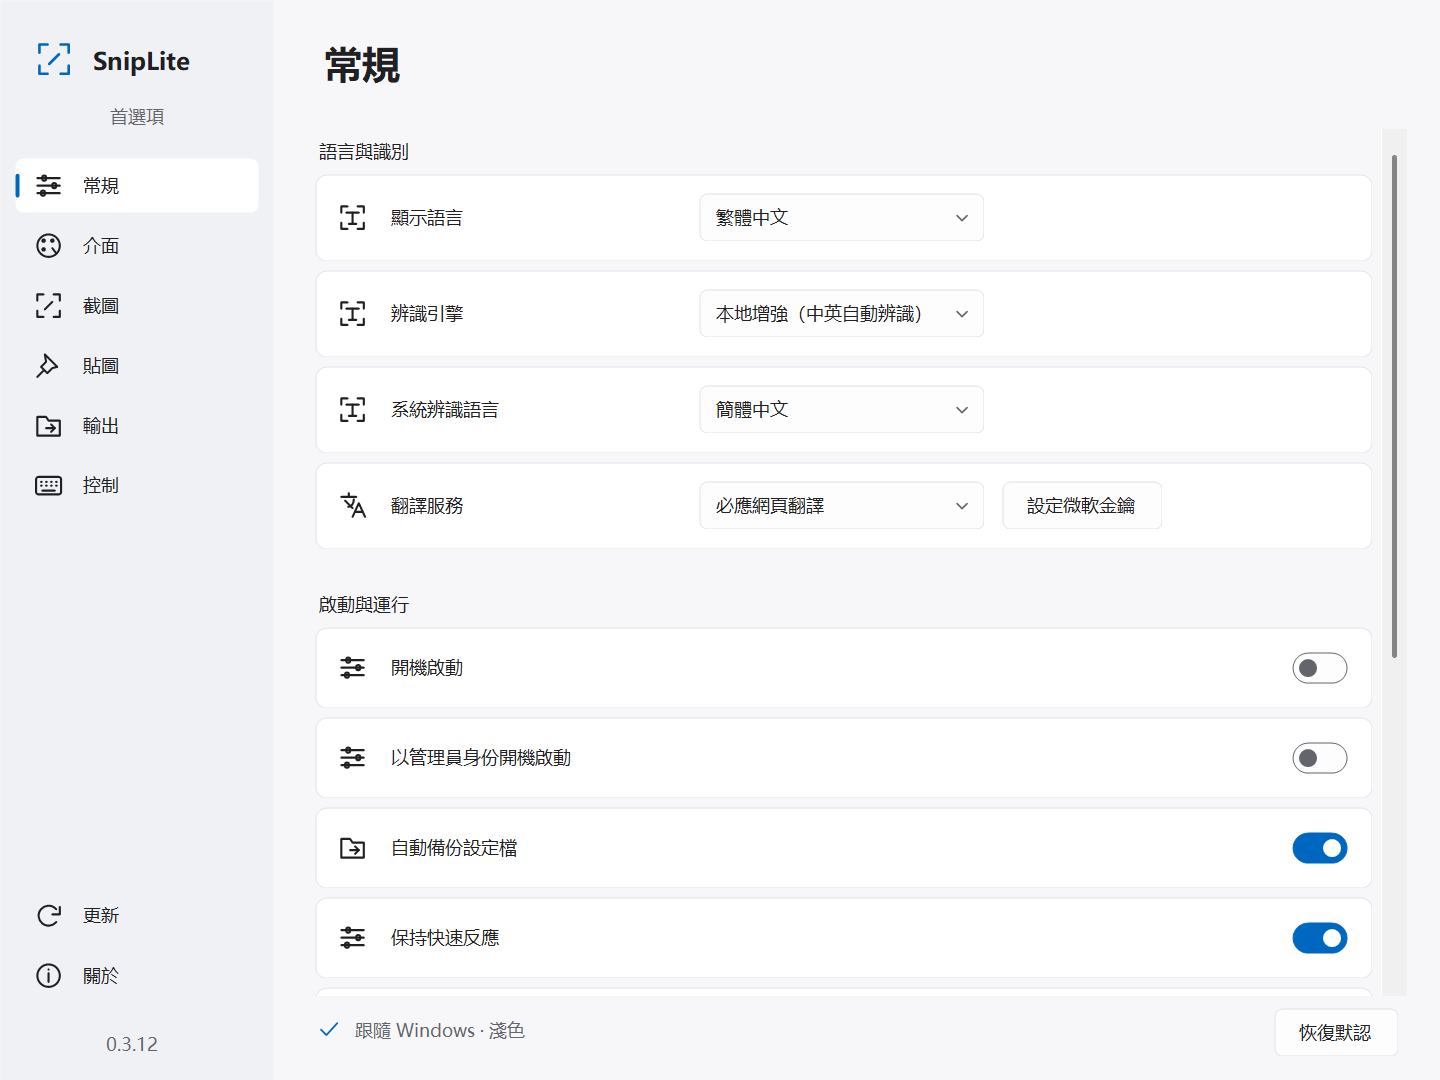 SnipLite
首選項
常規
介面
截圖
貼圖
輸出
控制
更新
關於
0.3.12
常規
語言與識別
顯示語言
繁體中文
辨識引擎
本地增強（中英自動辨識）
系統辨識語言
簡體中文
翻譯服務
必應網頁翻譯
設定微軟金鑰
啟動與運行
開機啟動
以管理員身份開機啟動
自動備份設定檔
保持快速反應
跟隨 Windows · 淺色
恢復默認